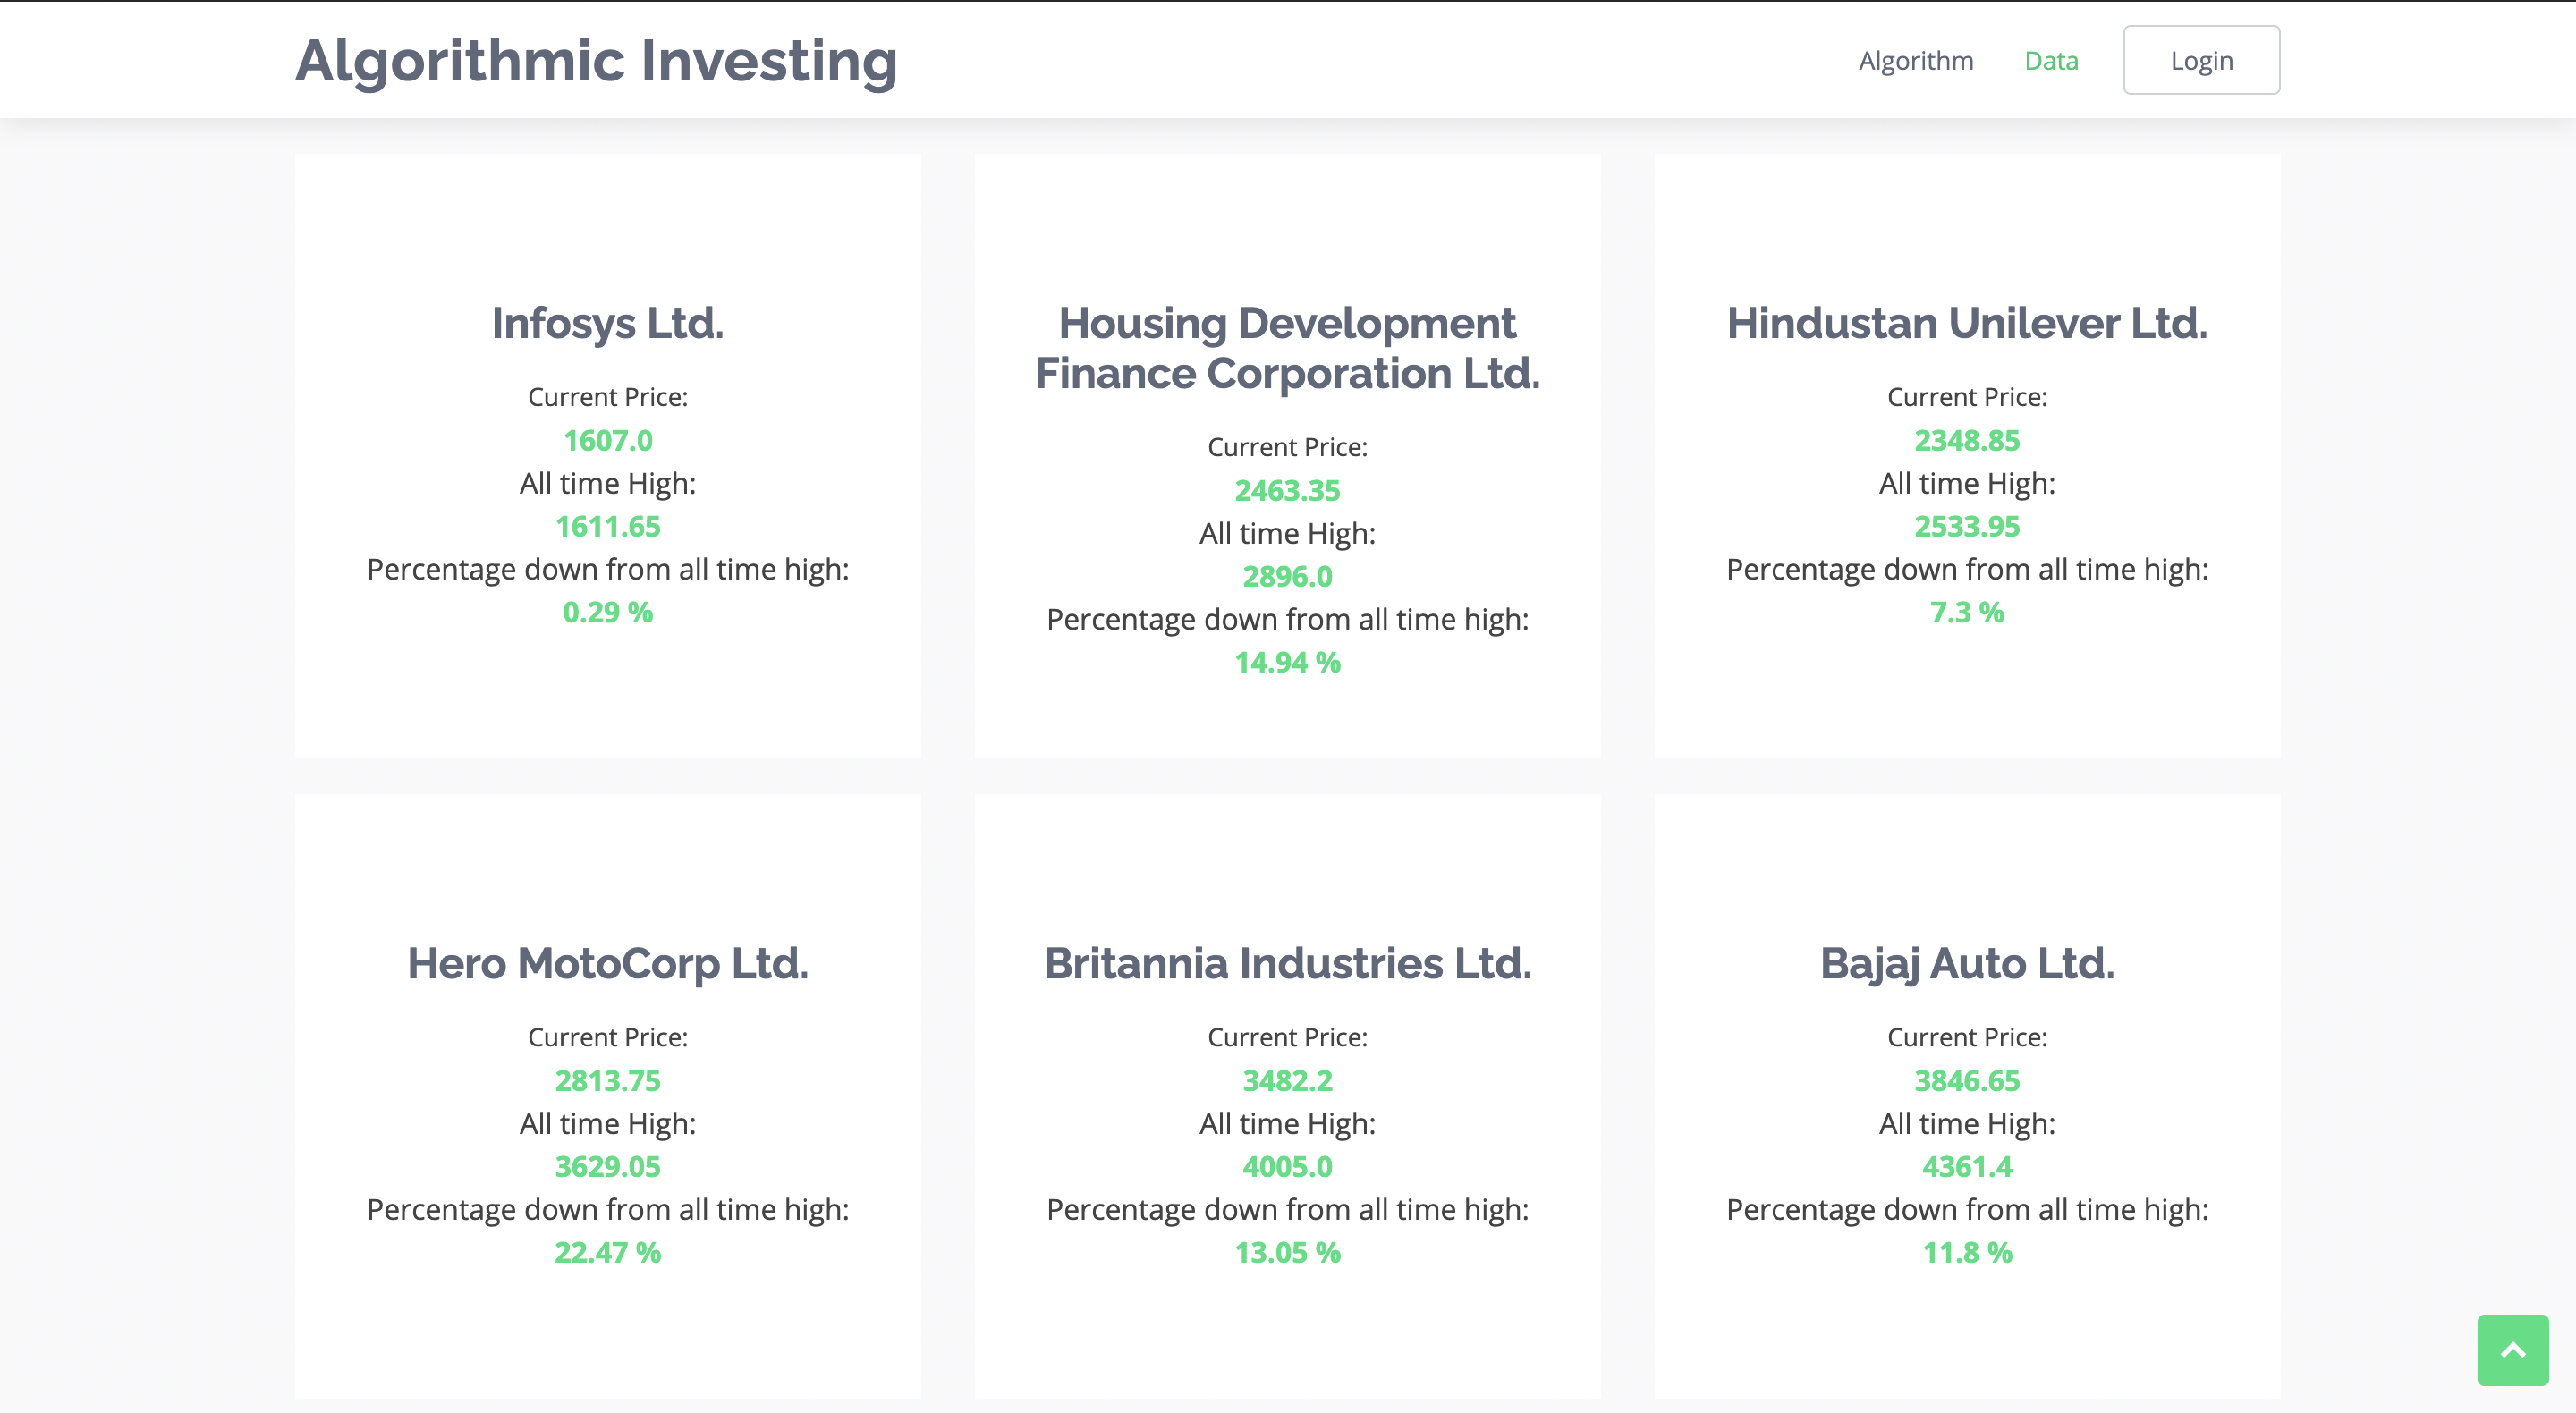 Algorithmic Investing
Algorithm
Data
Login
Infosys Ltd.
Current Price:
1607.0
All time High:
1611.65
Percentage down from all time high:
0.29 %
Housing Development
Finance Corporation Ltd.
Current Price:
2463.35
All time High:
2896.0
Percentage down from all time high:
14.94 %
Hindustan Unilever Ltd.
Current Price:
2348.85
All time High:
2533.95
Percentage down from all time high:
7.3 %
Hero MotoCorp Ltd.
Current Price:
2813.75
All time High:
3629.05
Percentage down from all time high:
22.47 %
Britannia Industries Ltd.
Current Price:
3482.2
All time High:
4005.0
Percentage down from all time high:
13.05 %
Bajaj Auto Ltd.
Current Price:
3846.65
All time High:
4361.4
Percentage down from all time high:
11.8 %